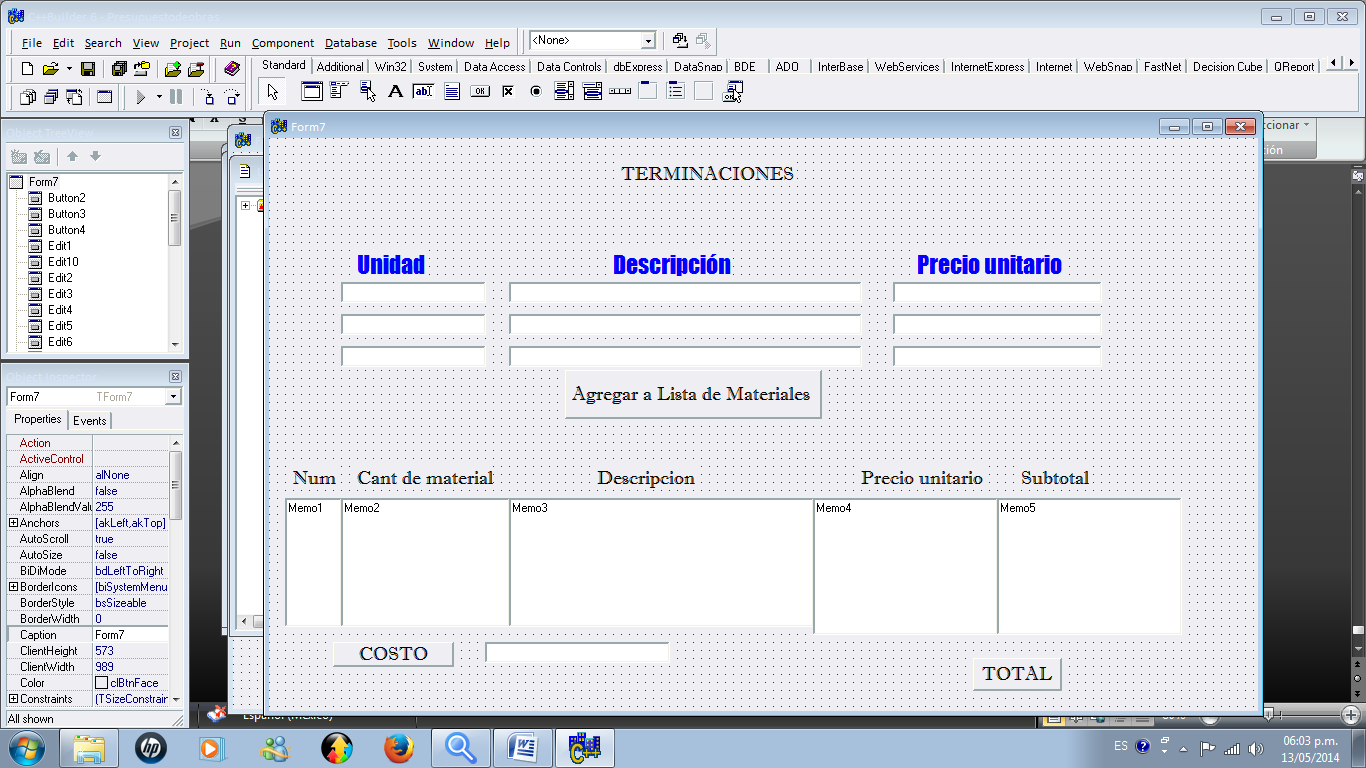 C++Builder 6 - Presupuestodeobras
File Edit Search View Project Run Component Database Tools Window Help
<None>
Standard Additional Win32 System Data Access Data Controls dbExpress DataSnap BDE ADO InterBase WebServices InternetExpress Internet WebSnap FastNet Decision Cube QReport
Object TreeView
Form7
Button2
Button3
Button4
Edit1
Edit10
Edit2
Edit3
Edit4
Edit5
Edit6
Object Inspector
Form7 TForm7
Properties Events
Action
ActiveControl
Align alNone
AlphaBlend false
AlphaBlendValu 255
Anchors [akLeft,akTop]
AutoScroll true
AutoSize false
BiDiMode bdLeftToRight
BorderIcons [biSystemMenu
BorderStyle bsSizeable
BorderWidth 0
Caption Form7
ClientHeight 573
ClientWidth 989
Color clBtnFace
Constraints (TSizeConstrain
All shown
Form7
TERMINACIONES
Unidad Descripción Precio unitario
Agregar a Lista de Materiales
Num Cant de material Descripcion Precio unitario Subtotal
Memo1 Memo2 Memo3 Memo4 Memo5
COSTO
TOTAL
ccionar
ión
Español (México)
ES
06:03 p.m.
13/05/2014